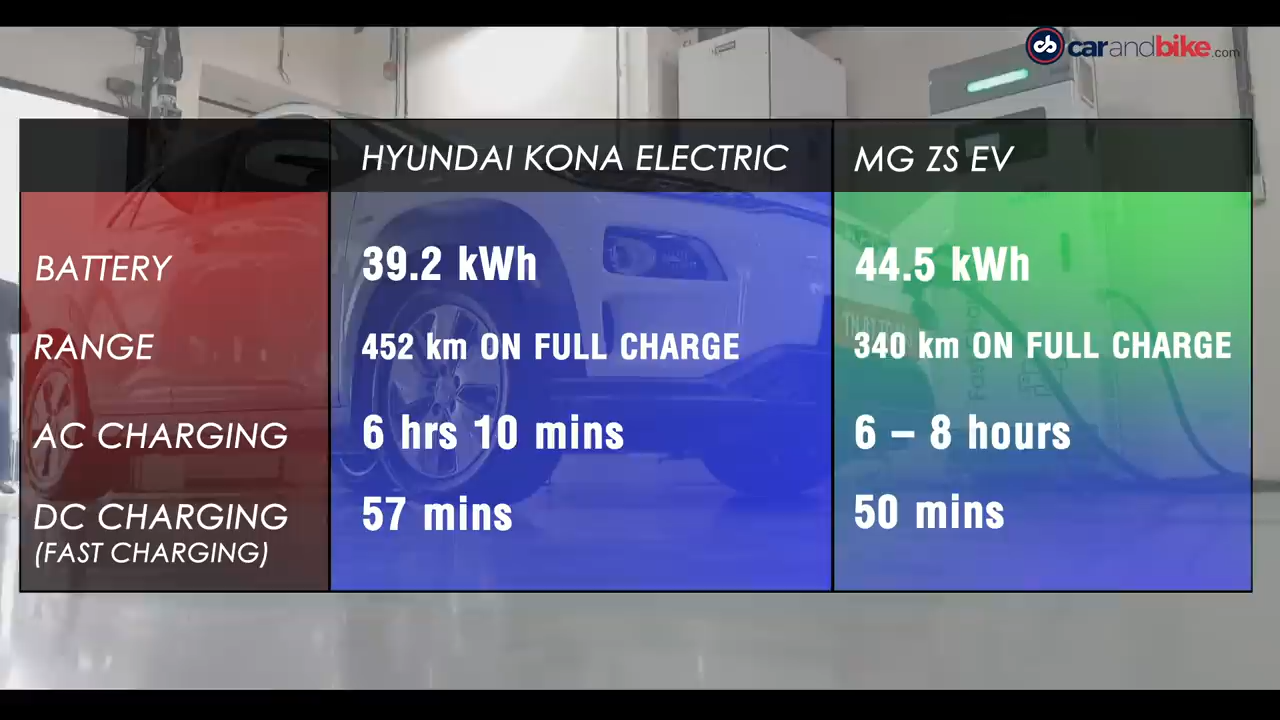 carandbike.com
HYUNDAI KONA ELECTRIC MG ZS EV
BATTERY 39.2 kWh 44.5 kWh
RANGE 452 km ON FULL CHARGE 340 km ON FULL CHARGE
AC CHARGING 6 hrs 10 mins 6 – 8 hours
DC CHARGING 57 mins 50 mins
(FAST CHARGING)